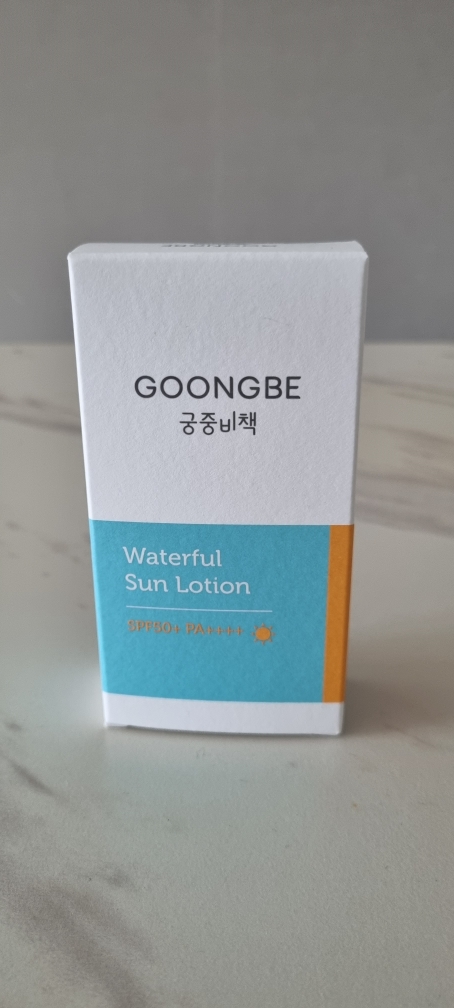 GOONGBE
궁중비책
Waterful
Sun Lotion
SPF50+ PA++++